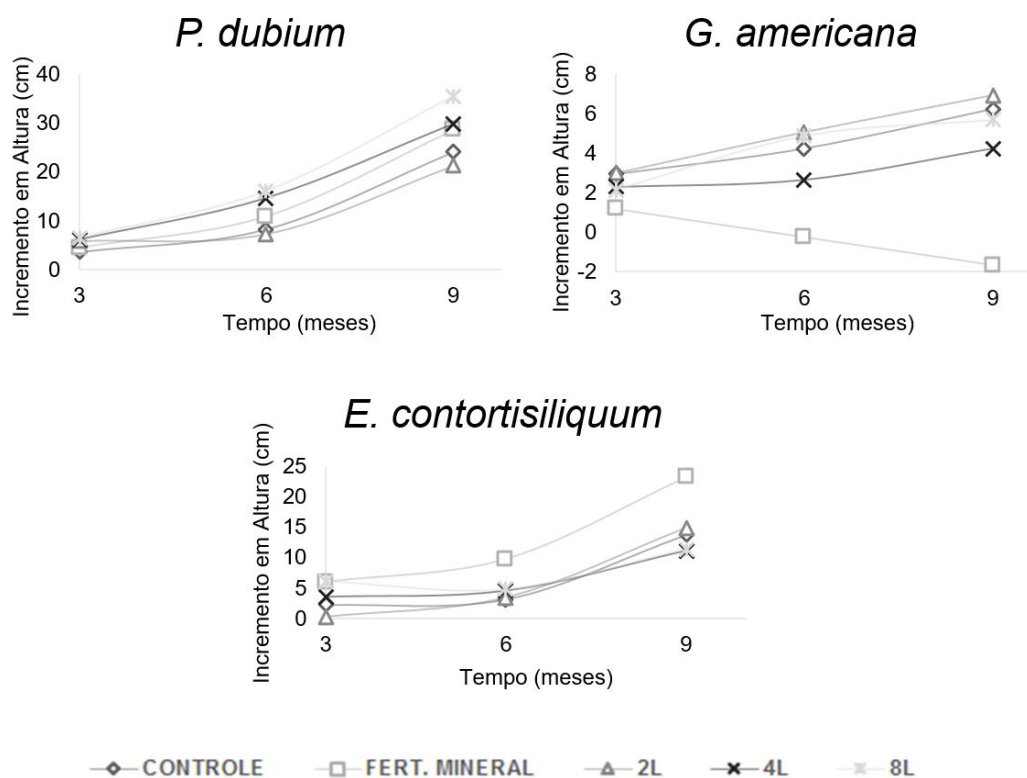 P. dubium
Incremento em Altura (cm)
40
30
20
10
0
3 6 9
Tempo (meses)
G. americana
Incremento em Altura (cm)
8
6
4
2
0
-2
3 6 9
Tempo (meses)
E. contortisiliquum
Incremento em Altura (cm)
25
20
15
10
5
0
3 6 9
Tempo (meses)
CONTROLE FERT. MINERAL 2L 4L 8L